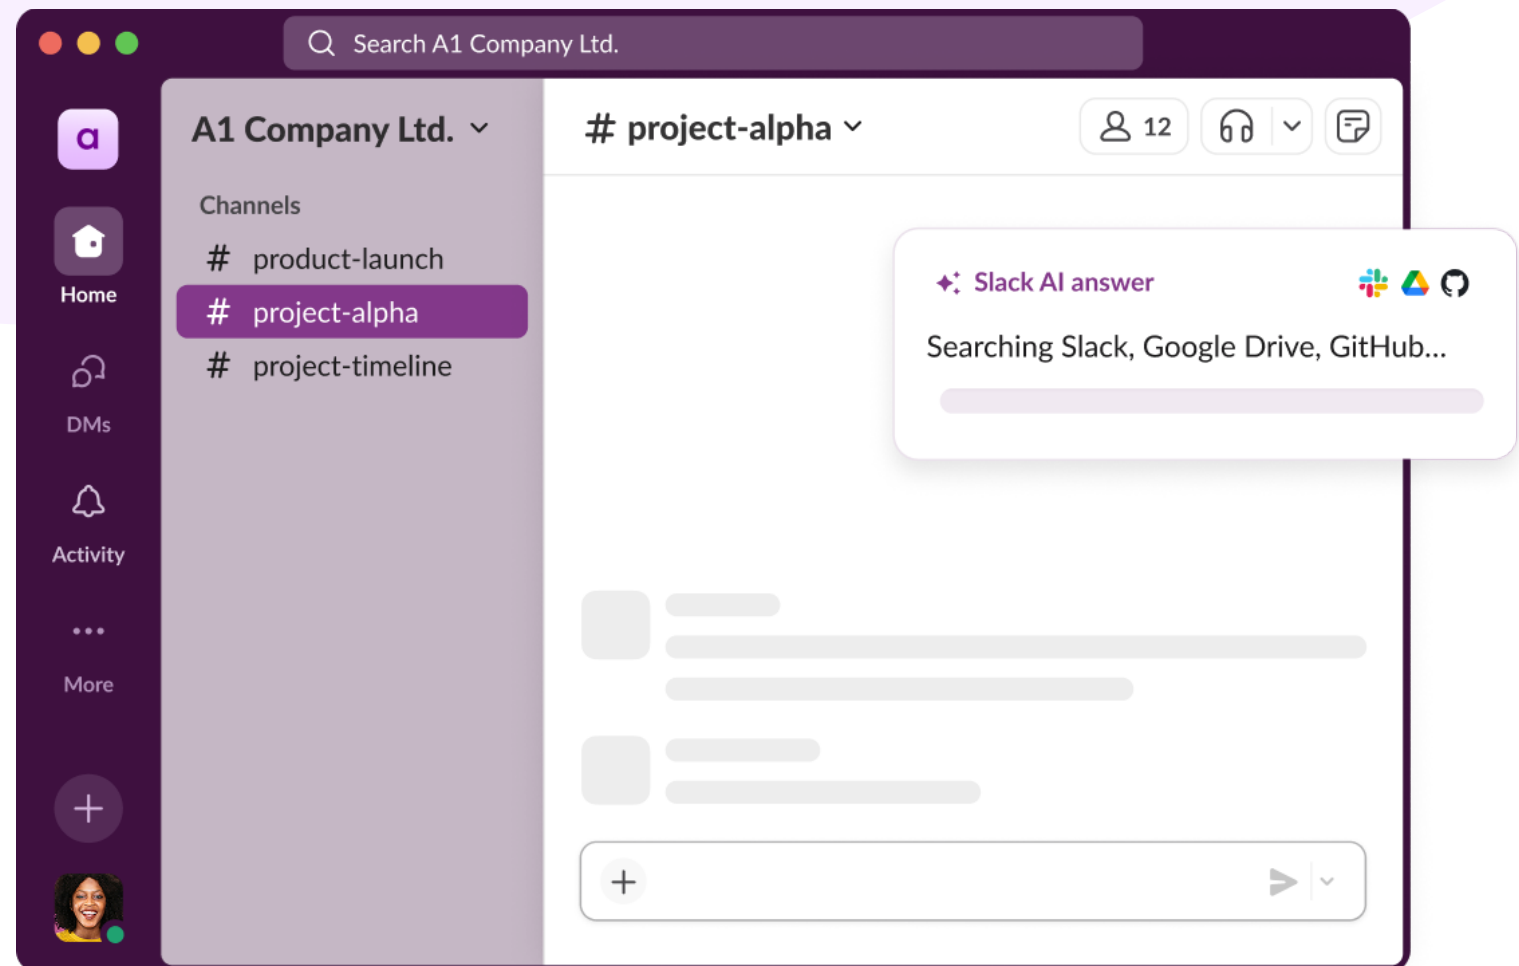 Search A1 Company Ltd.
a
A1 Company Ltd.
# project-alpha
12
Home
DMs
Activity
More
Channels
# product-launch
# project-alpha
# project-timeline
Slack AI answer
Searching Slack, Google Drive, GitHub...